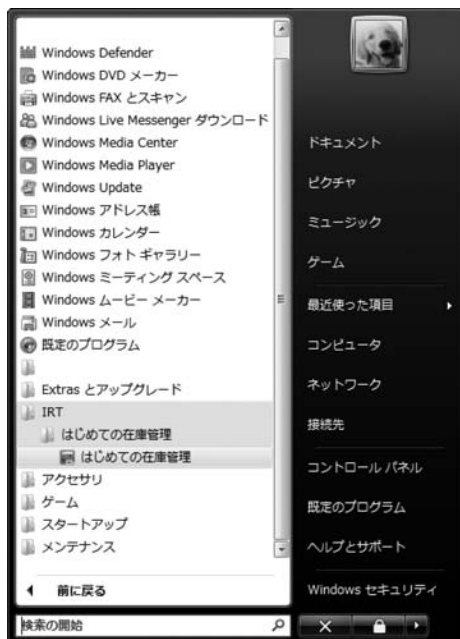 Windows Defender
Windows DVD メーカー
Windows FAX とスキャン
Windows Live Messenger ダウンロード
Windows Media Center
Windows Media Player
Windows Update
Windows アドレス帳
Windows カレンダー
Windows フォト ギャラリー
Windows ミーティング スペース
Windows ムービー メーカー
Windows メール
既定のプログラム
Extras とアップグレード
IRT
はじめての在庫管理
はじめての在庫管理
アクセサリ
ゲーム
スタートアップ
メンテナンス
前に戻る
検索の開始
ドキュメント
ピクチャ
ミュージック
ゲーム
最近使った項目
コンピュータ
ネットワーク
接続先
コントロール パネル
既定のプログラム
ヘルプとサポート
Windows セキュリティ